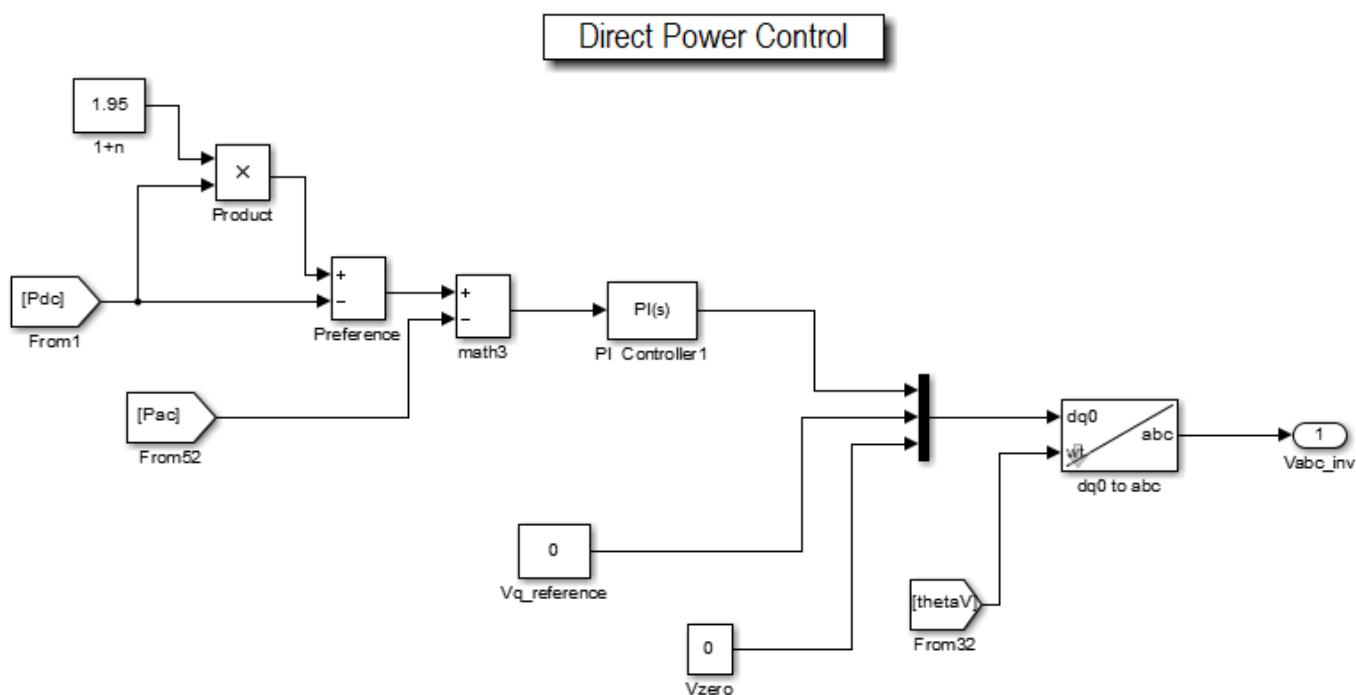 Direct Power Control
1.95
1+n
×
Product
[Pdc]
From1
+
−
Preference
+
−
math3
PI(s)
PI Controller1
[Pac]
From52
dq0
wt
abc
dq0 to abc
1
Vabc_inv
0
Vq_reference
[thetaV]
From32
0
Vzero